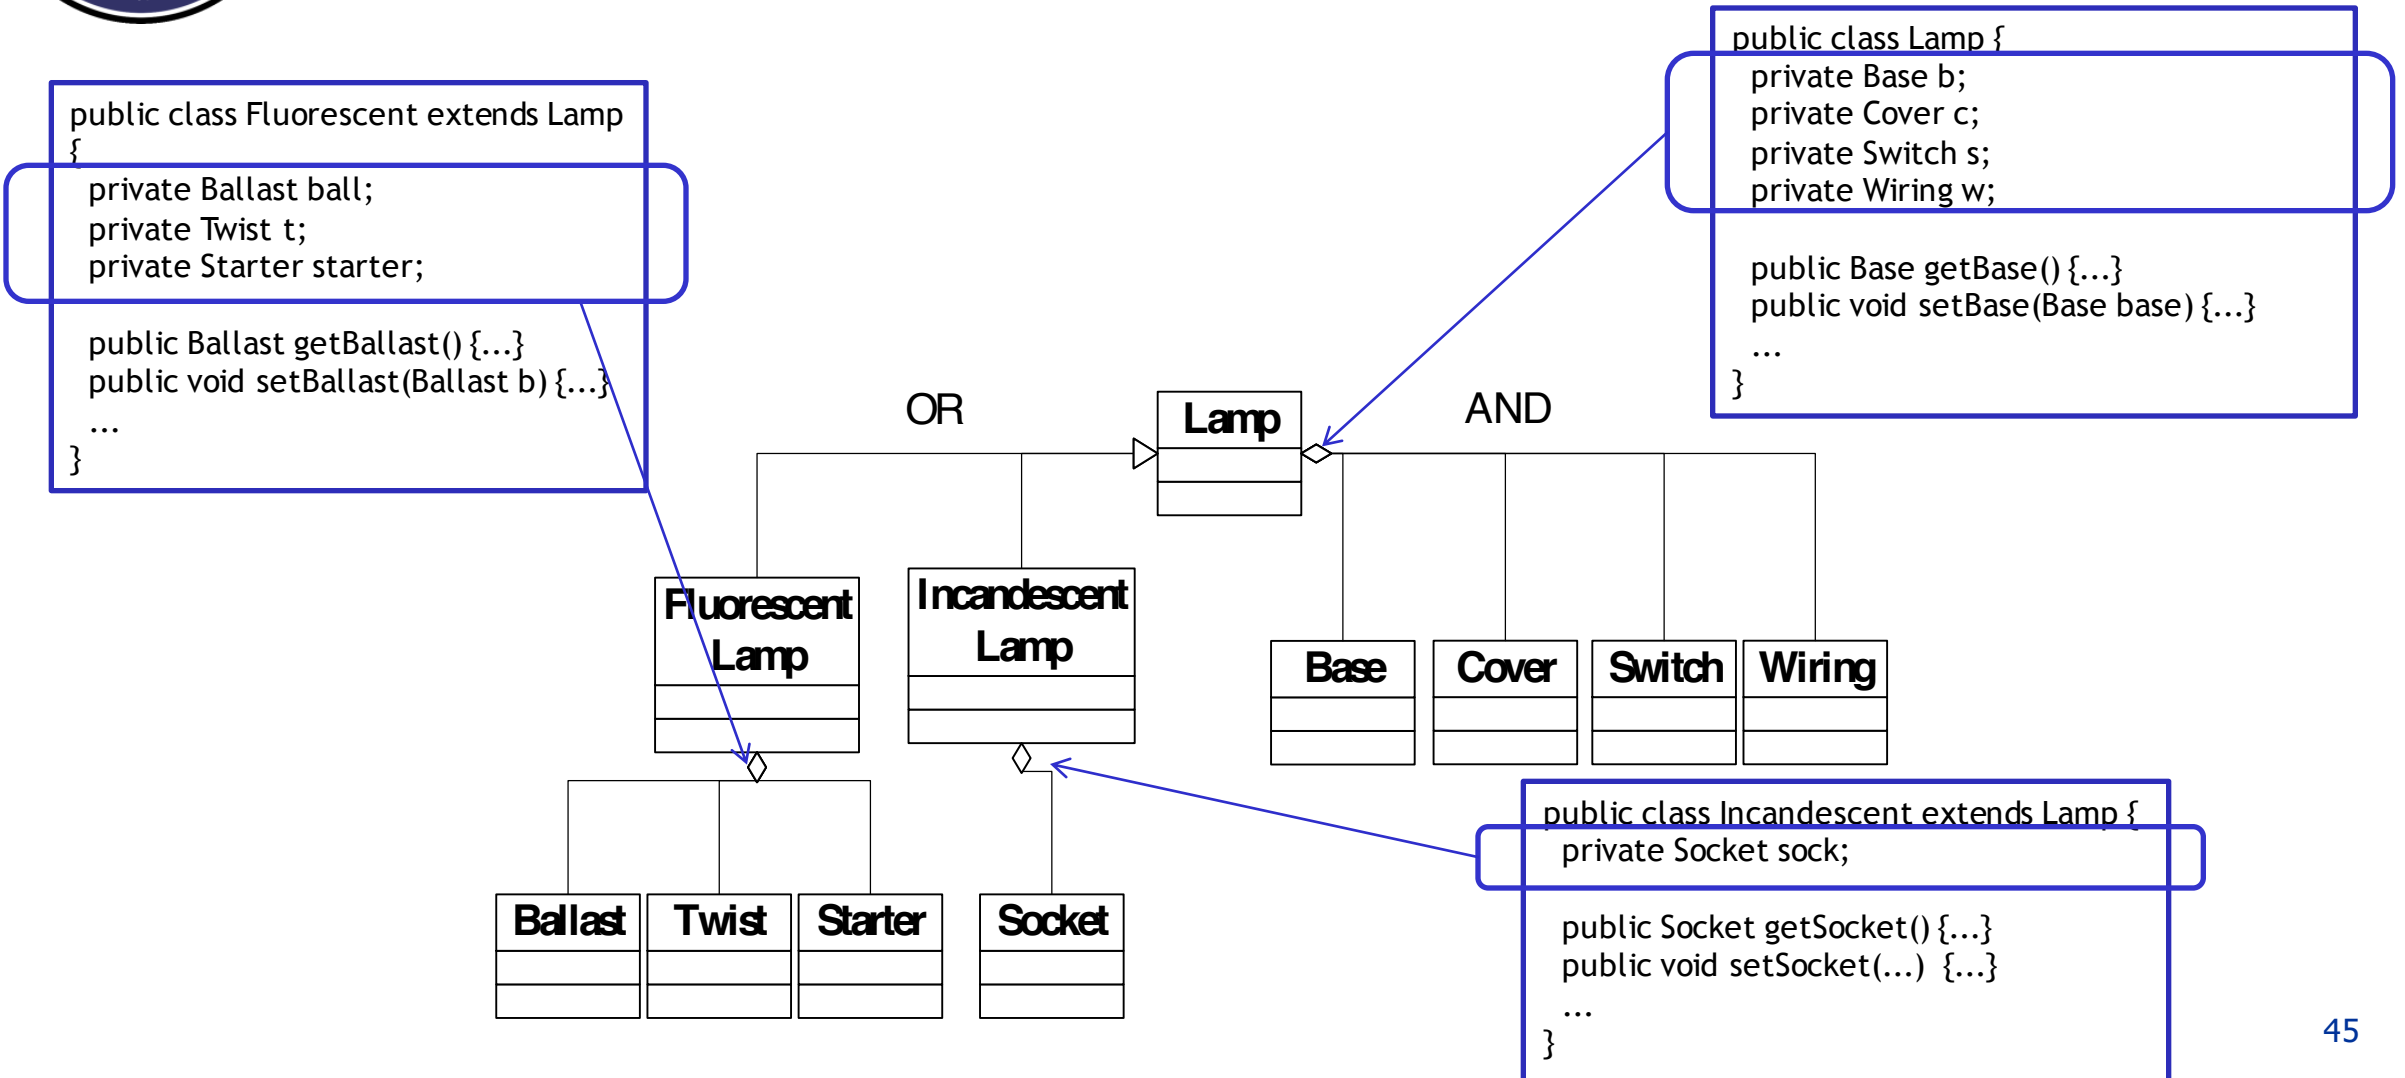 public class Fluorescent extends Lamp
{
private Ballast ball;
private Twist t;
private Starter starter;
public Ballast getBallast() {...}
public void setBallast(Ballast b) {...}
...
}
public class Lamp {
private Base b;
private Cover c;
private Switch s;
private Wiring w;
public Base getBase() {...}
public void setBase(Base base) {...}
...
}
OR
Lamp
AND
Fluorescent
Lamp
Incandescent
Lamp
Base
Cover
Switch
Wiring
Ballast
Twist
Starter
Socket
public class Incandescent extends Lamp {
private Socket sock;
public Socket getSocket() {...}
public void setSocket(...) {...}
...
}
45